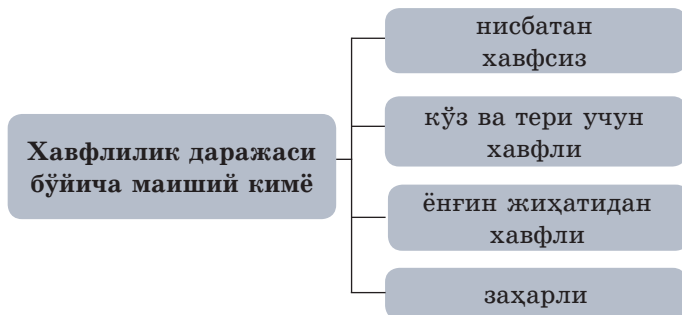 Хавфлилик даражаси
бўйича маиший кимё
нисбатан
хавфсиз
кўз ва тери учун
хавфли
ёнғин жиҳатидан
хавфли
заҳарли